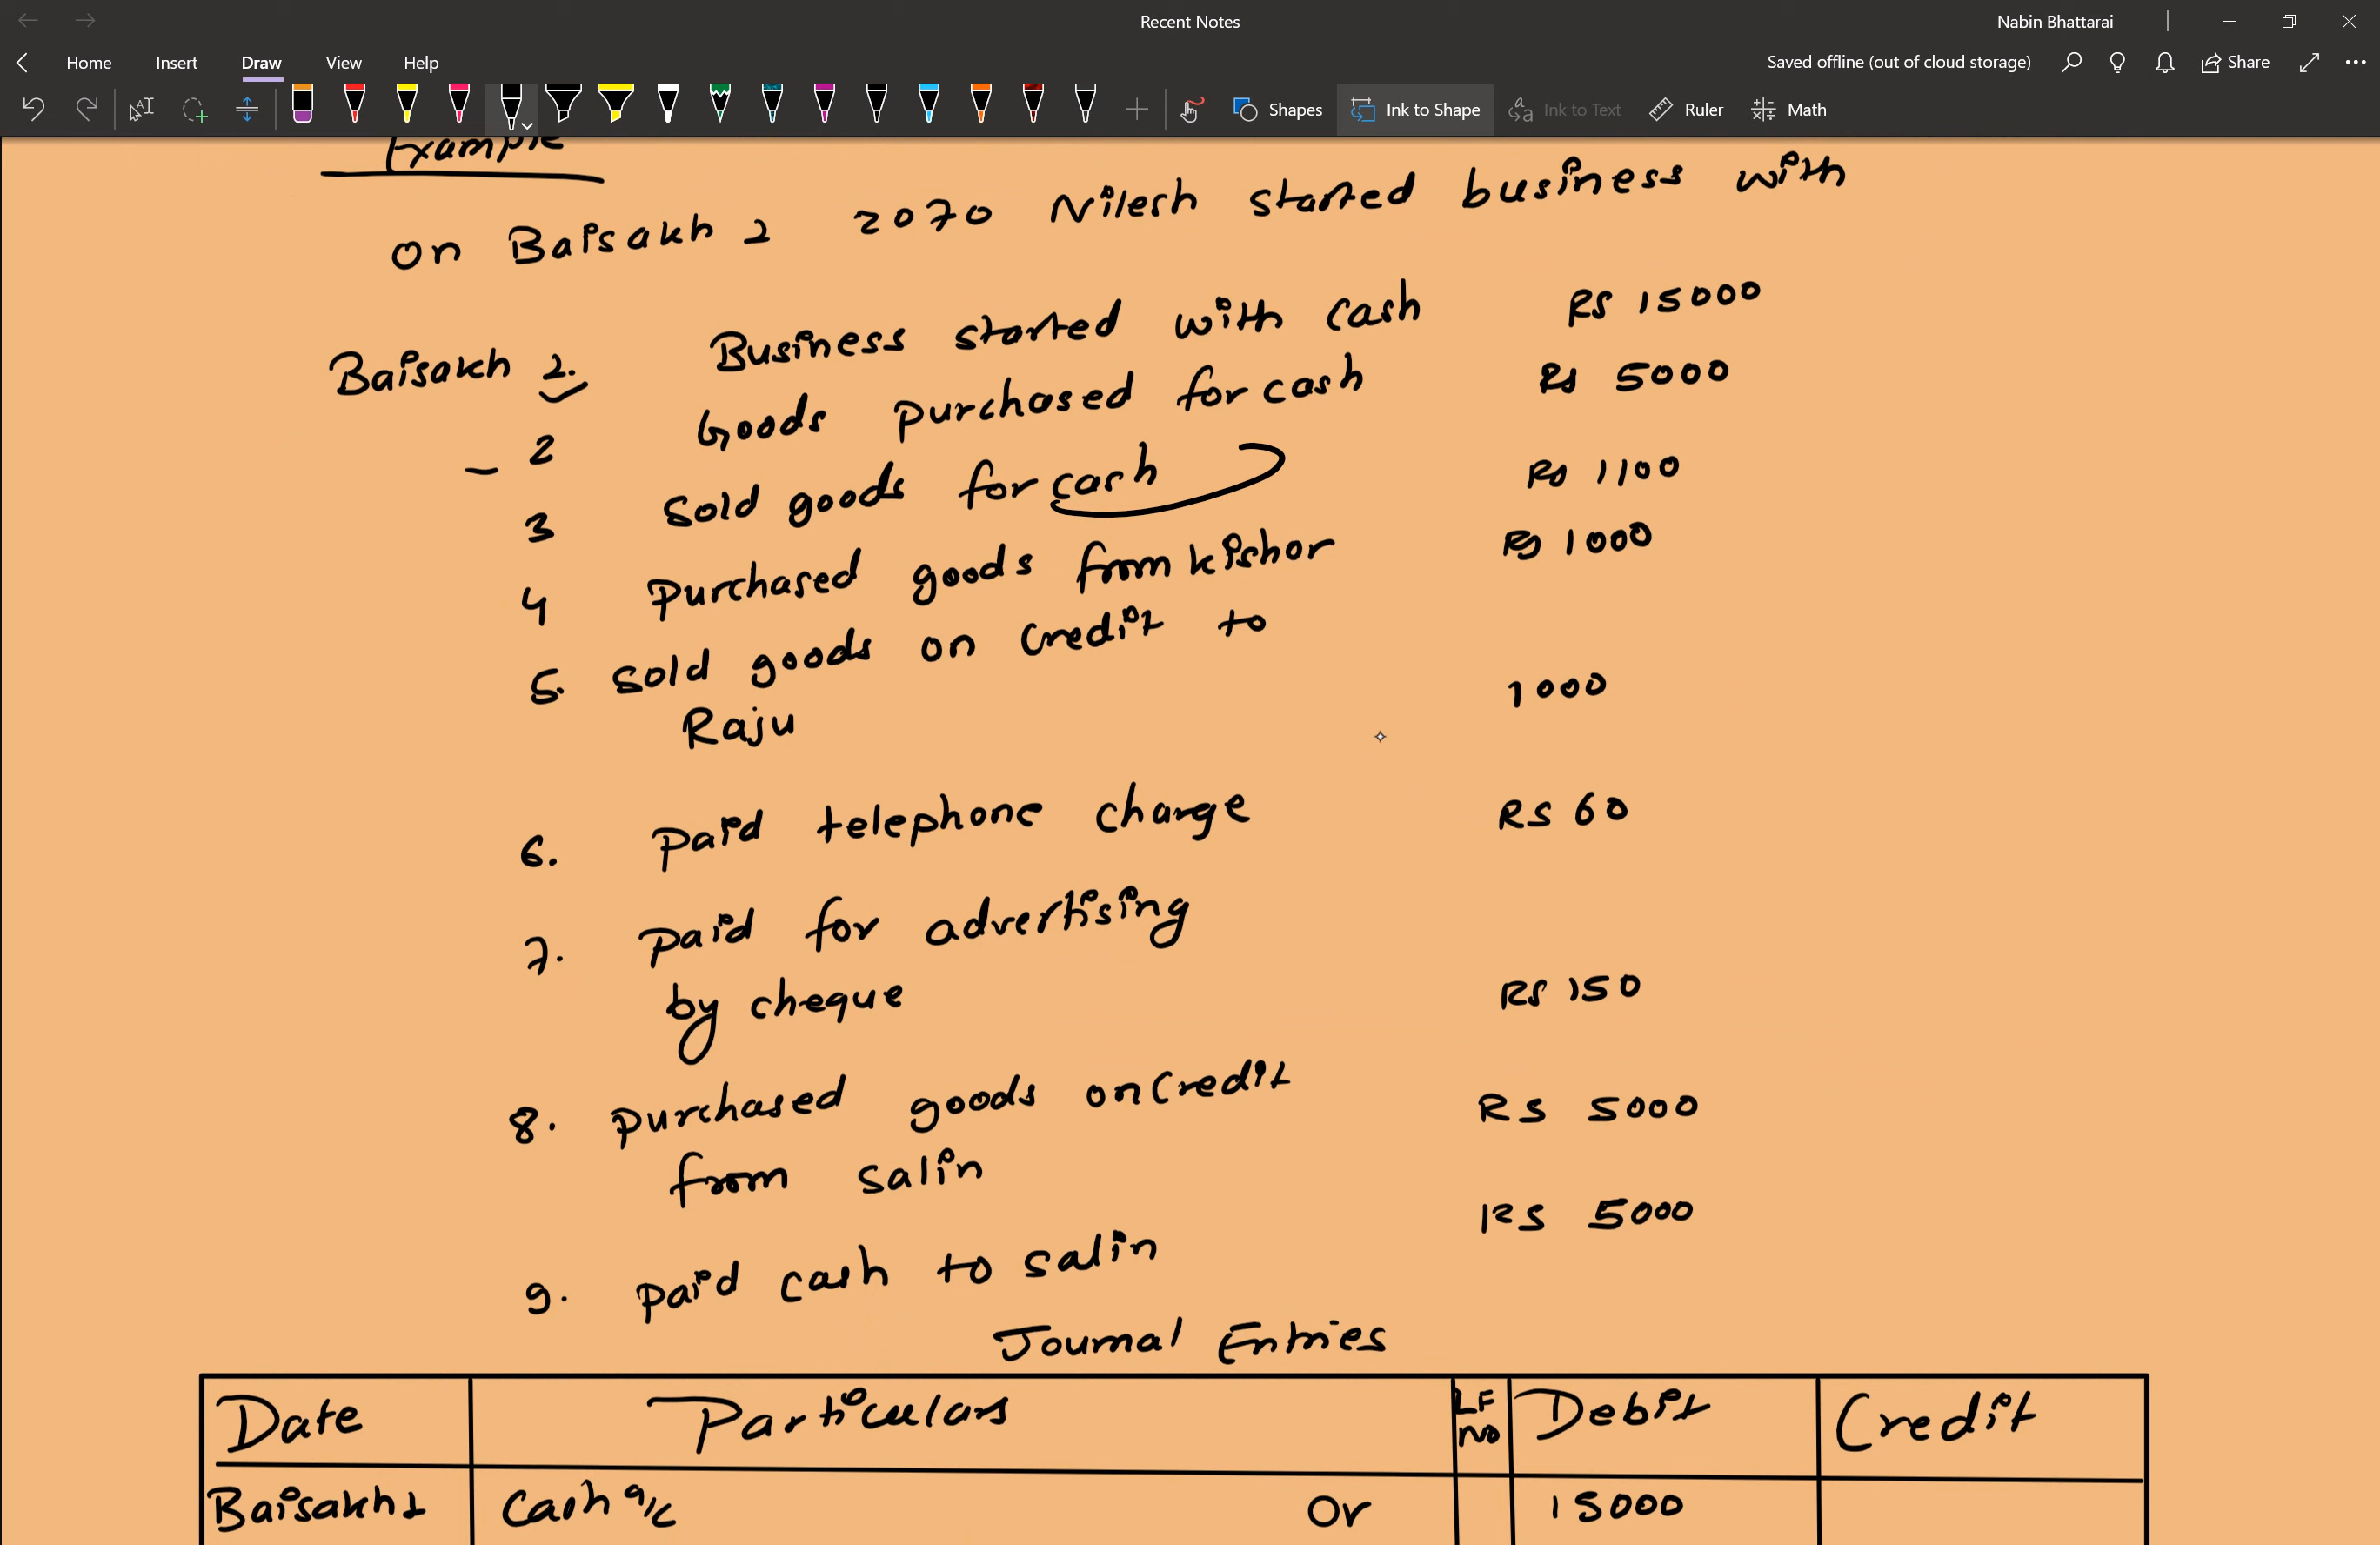 Recent Notes
Nabin Bhattarai
Home Insert Draw View Help
Saved offline (out of cloud storage)
Share
Shapes
Ink to Shape
Ink to Text
Ruler
Math
Example
on Baisakh 2 2070 Nilesh started business with
Baisakh 2. Business started with cash RS 15000
- 2 Goods purchased for cash Rs 5000
3 Sold goods for cash Rs 1100
4 purchased goods from kishor Rs 1000
5. sold goods on credit to
Raju 1000
6. paid telephone charge RS 60
7. paid for advertising
by cheque RS 150
8. purchased goods on credit RS 5000
from salin
9. paid cash to salin RS 5000
Journal Entries
Date Particulars LF No Debit Credit
Baisakh 1 Cash a/c Dr 15000